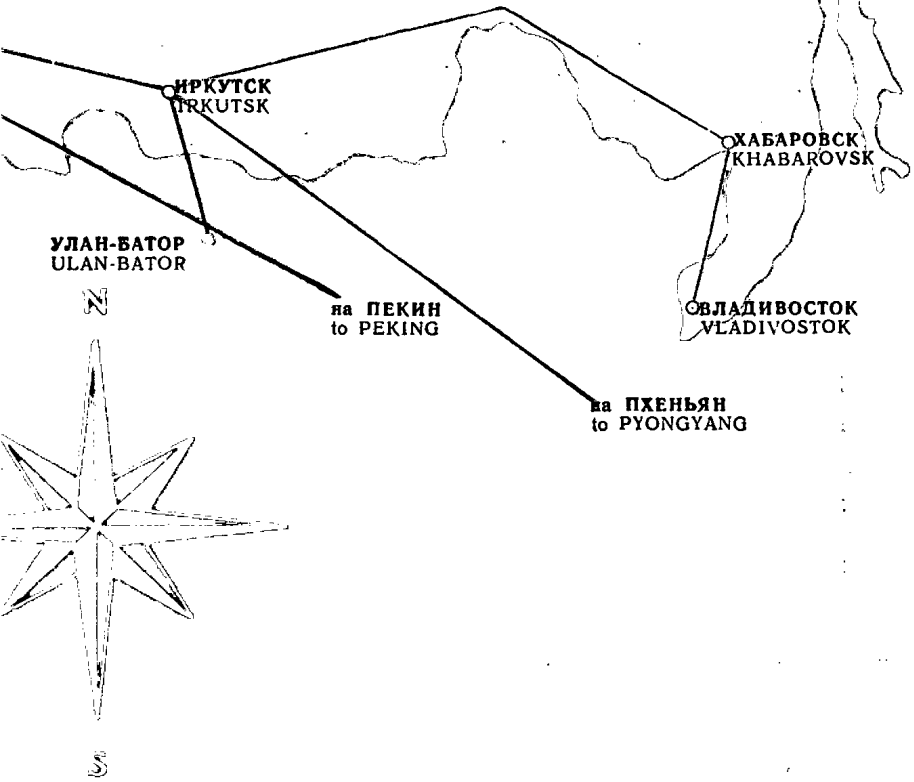 ИРКУТСК
IRKUTSK
ХАБАРОВСК
KHABAROVSK
УЛАН-БАТОР
ULAN-BATOR
на ПЕКИН
to PEKING
ВЛАДИВОСТОК
VLADIVOSTOK
на ПХЕНЬЯН
to PYONGYANG
N
S